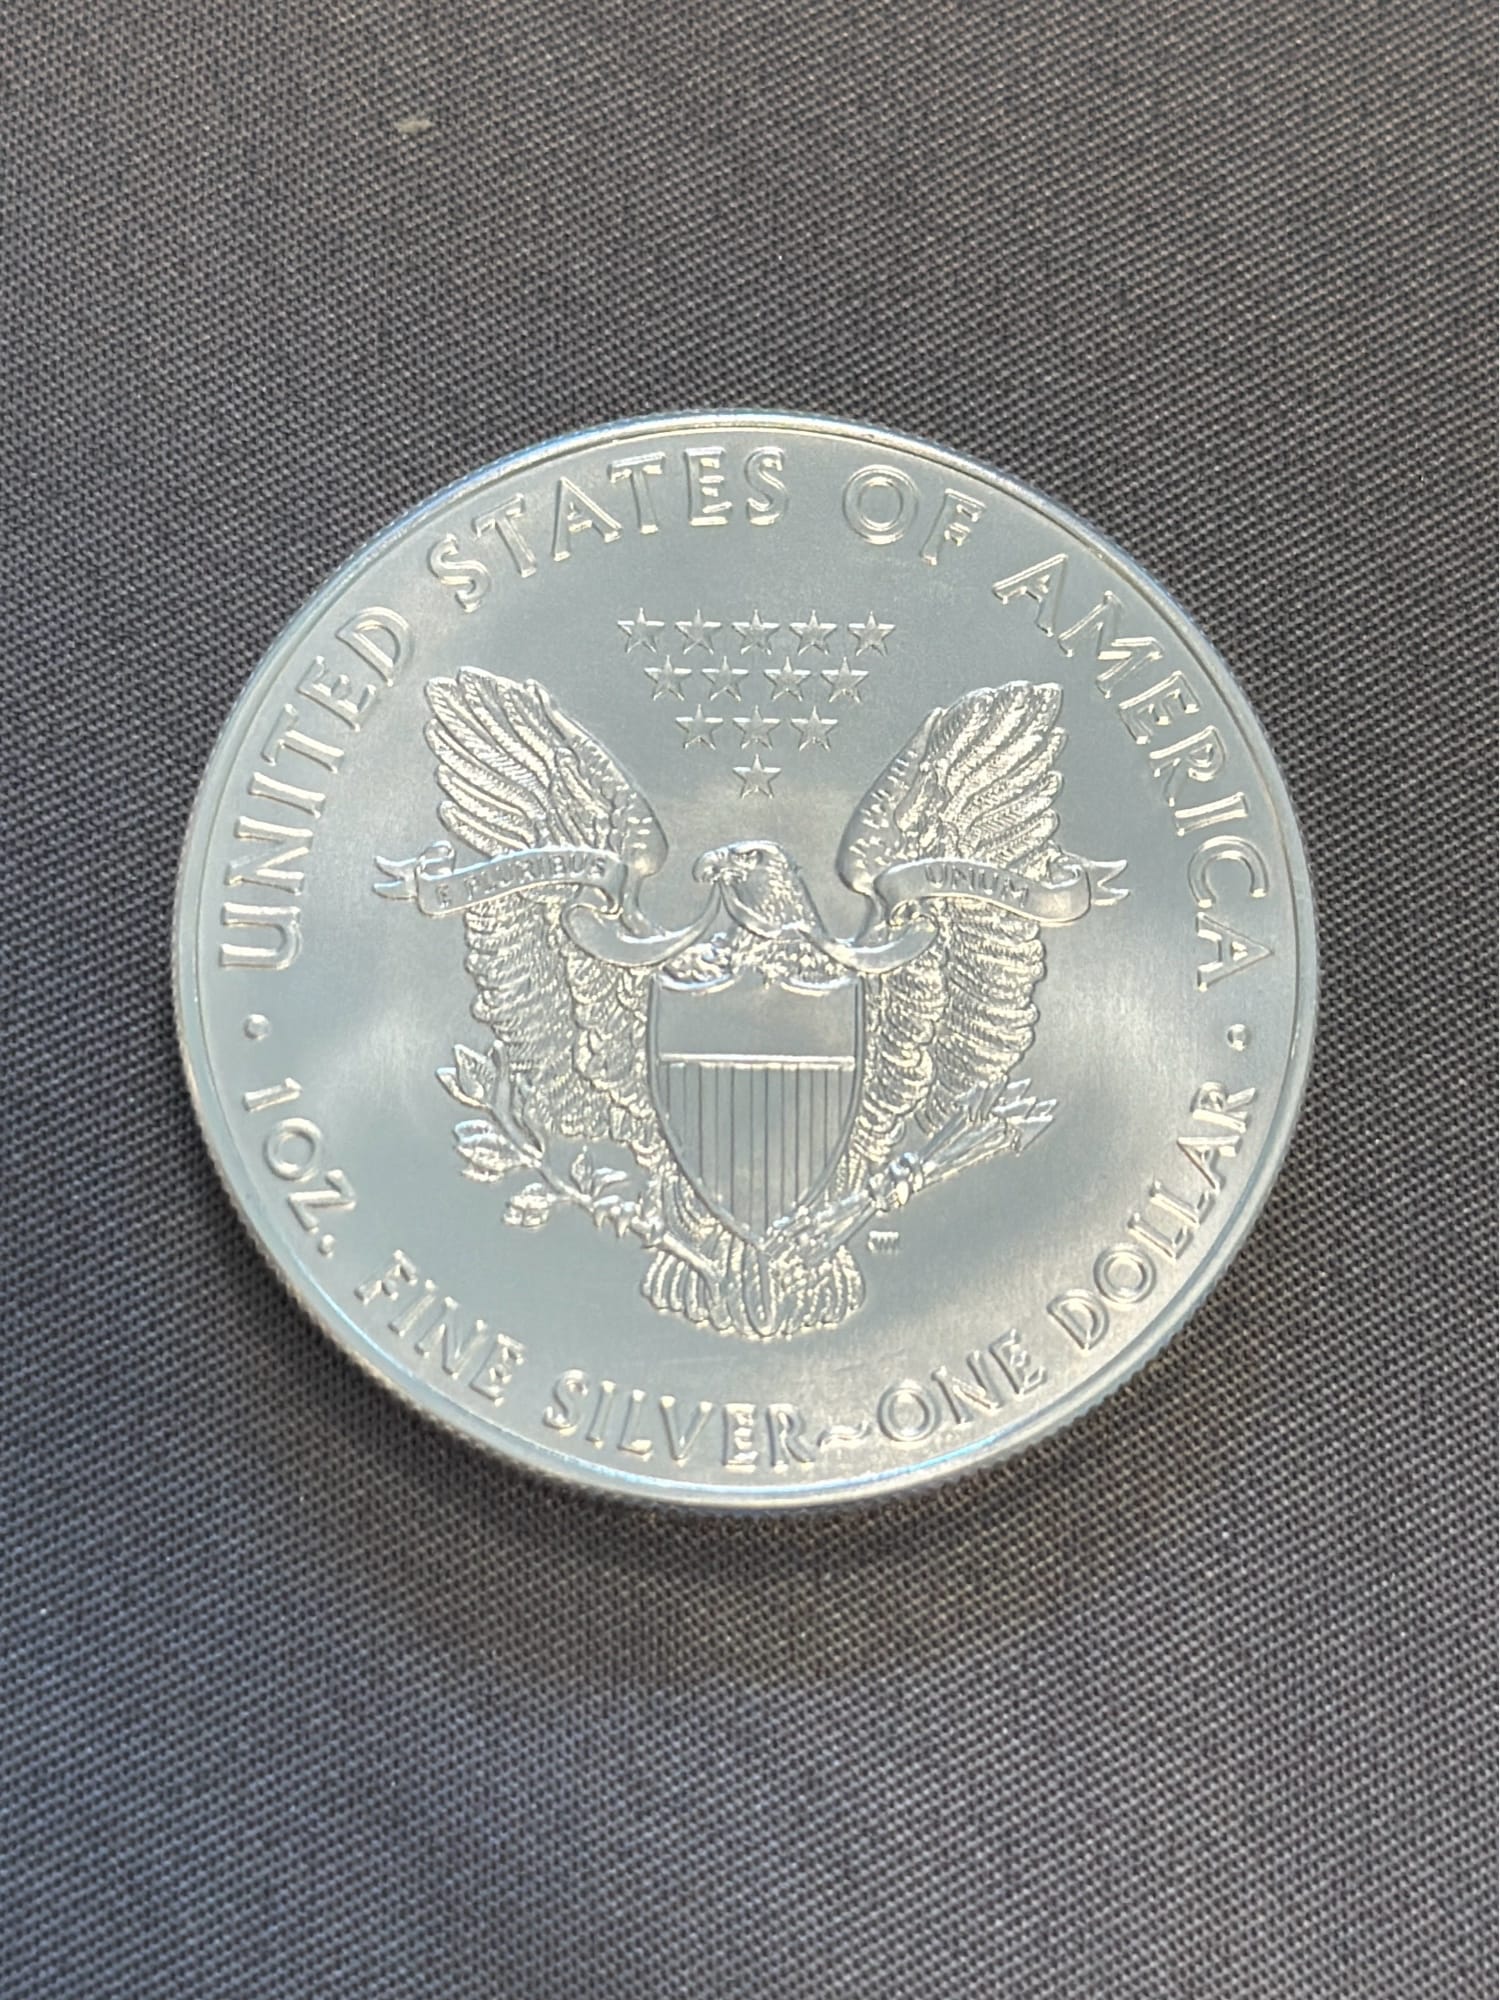 UNITED STATES OF AMERICA
E PLURIBUS UNUM
• 1 OZ. FINE SILVER~ONE DOLLAR •